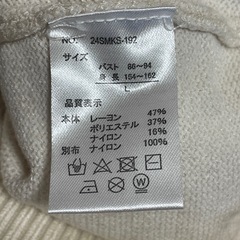 NO. 24SMKS-192
サイズ
バスト 86〜94
身長 154〜162
L
品質表示
本体 レーヨン 47%
ポリエステル 37%
ナイロン 16%
別布 ナイロン 100%